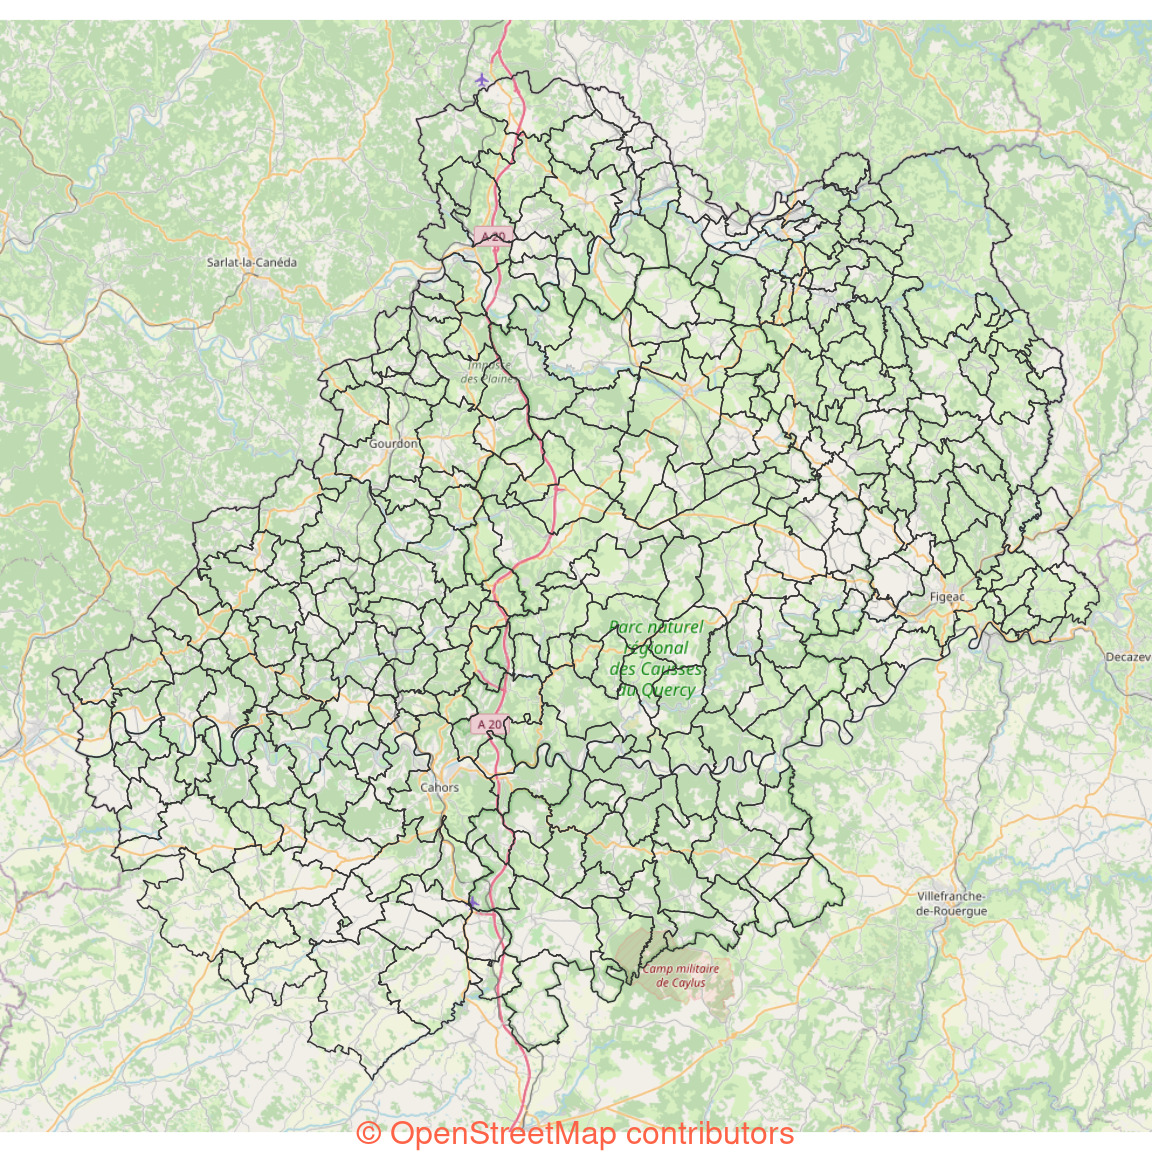 A 20
Sarlat-la-Canéda
Impasse
des Plaines
Gourdon
Figeac
Parc naturel
régional
des Causses
du Quercy
Decazev
A 20
Cahors
Villefranche-
de-Rouergue
Camp militaire
de Caylus
© OpenStreetMap contributors